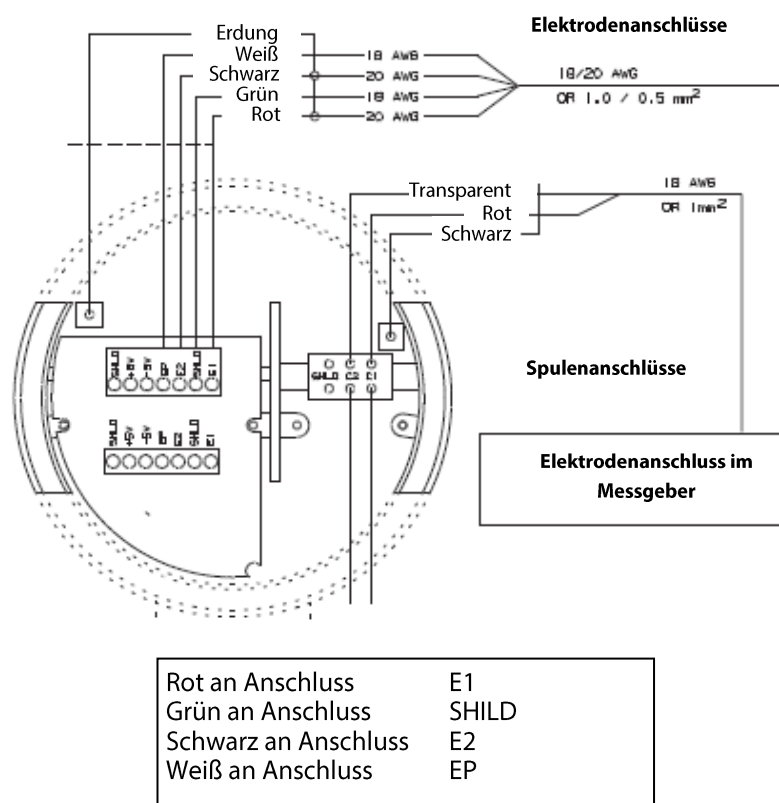 Elektrodenanschlüsse
Erdung
Weiß 18 AWG
Schwarz 20 AWG
Grün 18 AWG
Rot 20 AWG
18/20 AWG
OR 1.0 / 0.5 mm²
Transparent
Rot
Schwarz
18 AWG
OR 1mm²
SHLD +5V -5V EP E2 SHLD E1
SHLD C2 C1
SHLD +5V -5V EP E2 SHLD E1
Spulenanschlüsse
Elektrodenanschluss im
Messgeber
Rot an Anschluss E1
Grün an Anschluss SHILD
Schwarz an Anschluss E2
Weiß an Anschluss EP